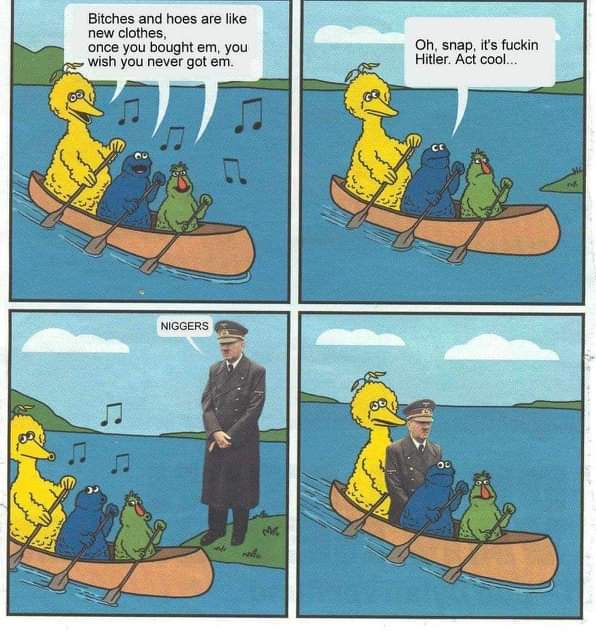 Bitches and hoes are like
new clothes,
once you bought em, you
wish you never got em.
Oh, snap, it's fuckin
Hitler. Act cool...
NIGGERS